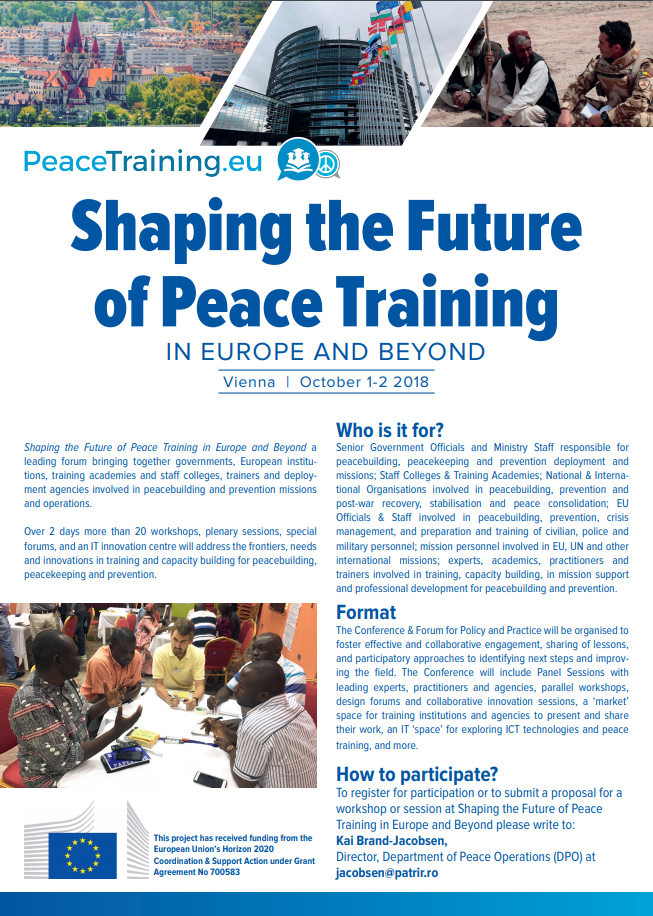 PeaceTraining.eu
Shaping the Future
of Peace Training
IN EUROPE AND BEYOND
Vienna | October 1-2 2018
Shaping the Future of Peace Training in Europe and Beyond a
leading forum bringing together governments, European institu-
tions, training academies and staff colleges, trainers and deploy-
ment agencies involved in peacebuilding and prevention missions
and operations.
Over 2 days more than 20 workshops, plenary sessions, special
forums, and an IT innovation centre will address the frontiers, needs
and innovations in training and capacity building for peacebuilding,
peacekeeping and prevention.
This project has received funding from the
European Union's Horizon 2020
Coordination & Support Action under Grant
Agreement No 700583
Who is it for?
Senior Government Officials and Ministry Staff responsible for
peacebuilding, peacekeeping and prevention deployment and
missions; Staff Colleges & Training Academies; National & Interna-
tional Organisations involved in peacebuilding, prevention and
post-war recovery, stabilisation and peace consolidation; EU
Officials & Staff involved in peacebuilding, prevention, crisis
management, and preparation and training of civilian, police and
military personnel; mission personnel involved in EU, UN and other
international missions; experts, academics, practitioners and
trainers involved in training, capacity building, in mission support
and professional development for peacebuilding and prevention.
Format
The Conference & Forum for Policy and Practice will be organised to
foster effective and collaborative engagement, sharing of lessons,
and participatory approaches to identifying next steps and improv-
ing the field. The Conference will include Panel Sessions with
leading experts, practitioners and agencies, parallel workshops,
design forums and collaborative innovation sessions, a ‘market’
space for training institutions and agencies to present and share
their work, an IT ‘space’ for exploring ICT technologies and peace
training, and more.
How to participate?
To register for participation or to submit a proposal for a
workshop or session at Shaping the Future of Peace
Training in Europe and Beyond please write to:
Kai Brand-Jacobsen,
Director, Department of Peace Operations (DPO) at
jacobsen@patrir.ro